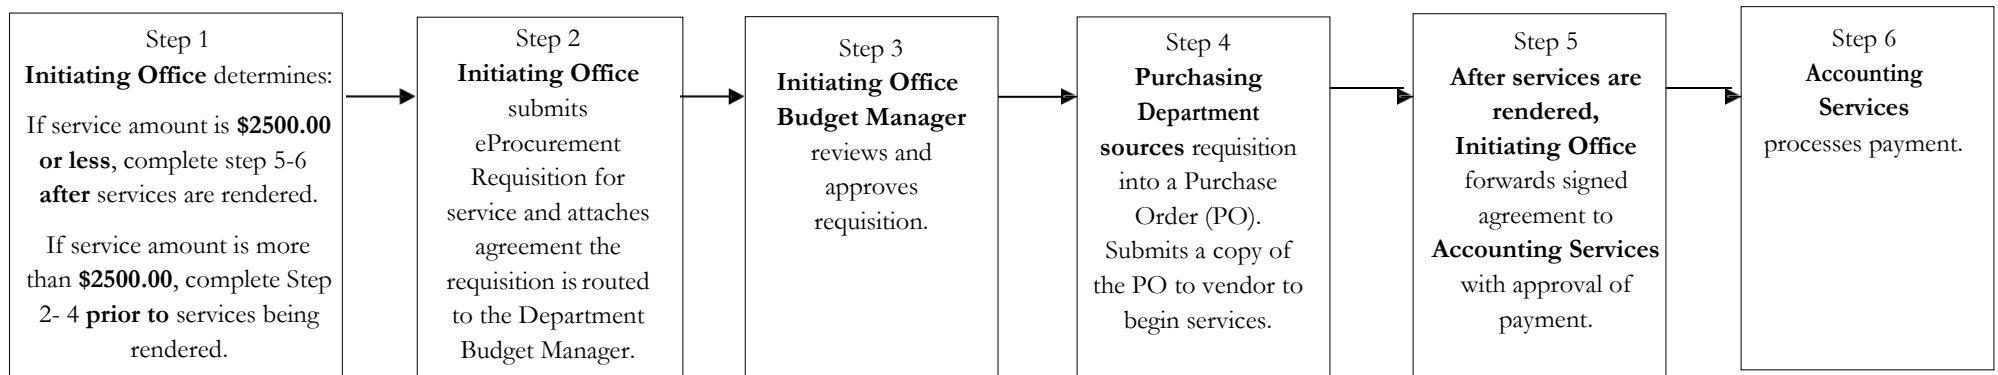 Step 1
Initiating Office determines:
If service amount is $2500.00
or less, complete step 5-6
after services are rendered.
If service amount is more
than $2500.00, complete Step
2- 4 prior to services being
rendered.
Step 2
Initiating Office
submits
eProcurement
Requisition for
service and attaches
agreement the
requisition is routed
to the Department
Budget Manager.
Step 3
Initiating Office
Budget Manager
reviews and
approves
requisition.
Step 4
Purchasing
Department
sources requisition
into a Purchase
Order (PO).
Submits a copy of
the PO to vendor to
begin services.
Step 5
After services are
rendered,
Initiating Office
forwards signed
agreement to
Accounting Services
with approval of
payment.
Step 6
Accounting
Services
processes payment.